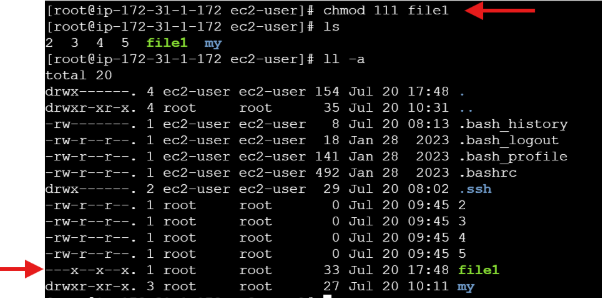 [root@ip-172-31-1-172 ec2-user]# chmod 111 file1
[root@ip-172-31-1-172 ec2-user]# ls
2  3  4  5  file1  my
[root@ip-172-31-1-172 ec2-user]# ll -a
total 20
drwx------. 4 ec2-user ec2-user 154 Jul 20 17:48 .
drwxr-xr-x. 4 root     root      35 Jul 20 10:31 ..
-rw-------. 1 ec2-user ec2-user   8 Jul 20 08:13 .bash_history
-rw-r--r--. 1 ec2-user ec2-user  18 Jan 28  2023 .bash_logout
-rw-r--r--. 1 ec2-user ec2-user 141 Jan 28  2023 .bash_profile
-rw-r--r--. 1 ec2-user ec2-user 492 Jan 28  2023 .bashrc
drwx------. 2 ec2-user ec2-user  29 Jul 20 08:02 .ssh
-rw-r--r--. 1 root     root       0 Jul 20 09:45 2
-rw-r--r--. 1 root     root       0 Jul 20 09:45 3
-rw-r--r--. 1 root     root       0 Jul 20 09:45 4
-rw-r--r--. 1 root     root       0 Jul 20 09:45 5
---x--x--x. 1 root     root      33 Jul 20 17:48 file1
drwxr-xr-x. 3 root     root      27 Jul 20 10:11 my